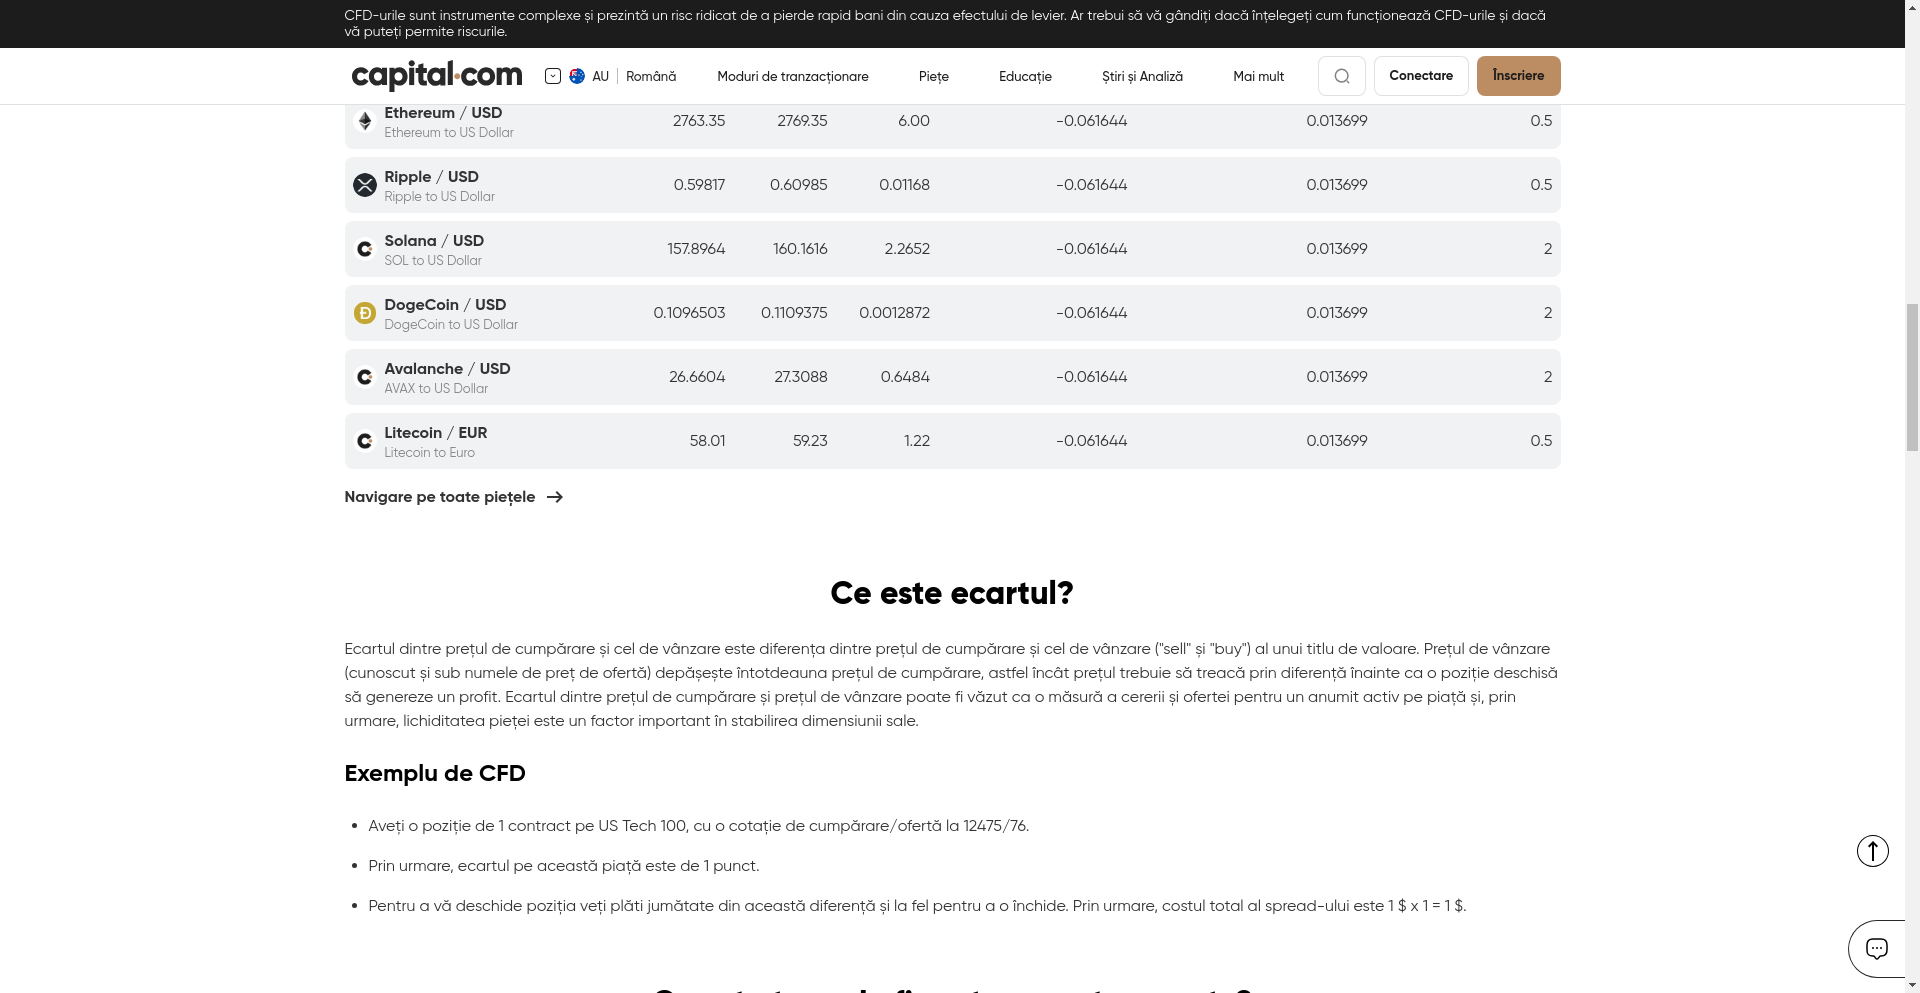 CFD-urile sunt instrumente complexe și prezintă un risc ridicat de a pierde rapid bani din cauza efectului de levier. Ar trebui să vă gândiți dacă înțelegeți cum funcționează CFD-urile și dacă
vă puteți permite riscurile.
capital.com AU Română Moduri de tranzacționare Piețe Educație Știri și Analiză Mai mult Conectare Înscriere
Ethereum / USD 2763.35 2769.35 6.00 -0.061644 0.013699 0.5
Ethereum to US Dollar
Ripple / USD 0.59817 0.60985 0.01168 -0.061644 0.013699 0.5
Ripple to US Dollar
Solana / USD 157.8964 160.1616 2.2652 -0.061644 0.013699 2
SOL to US Dollar
DogeCoin / USD 0.1096503 0.1109375 0.0012872 -0.061644 0.013699 2
DogeCoin to US Dollar
Avalanche / USD 26.6604 27.3088 0.6484 -0.061644 0.013699 2
AVAX to US Dollar
Litecoin / EUR 58.01 59.23 1.22 -0.061644 0.013699 0.5
Litecoin to Euro
Navigare pe toate piețele
Ce este ecartul?
Ecartul dintre prețul de cumpărare și cel de vânzare este diferența dintre prețul de cumpărare și cel de vânzare ("sell" și "buy") al unui titlu de valoare. Prețul de vânzare
(cunoscut și sub numele de preț de ofertă) depășește întotdeauna prețul de cumpărare, astfel încât prețul trebuie să treacă prin diferență înainte ca o poziție deschisă
să genereze un profit. Ecartul dintre prețul de cumpărare și prețul de vânzare poate fi văzut ca o măsură a cererii și ofertei pentru un anumit activ pe piață și, prin
urmare, lichiditatea pieței este un factor important în stabilirea dimensiunii sale.
Exemplu de CFD
• Aveți o poziție de 1 contract pe US Tech 100, cu o cotație de cumpărare/ofertă la 12475/76.
• Prin urmare, ecartul pe această piață este de 1 punct.
• Pentru a vă deschide poziția veți plăti jumătate din această diferență și la fel pentru a o închide. Prin urmare, costul total al spread-ului este 1 $ x 1 = 1 $.